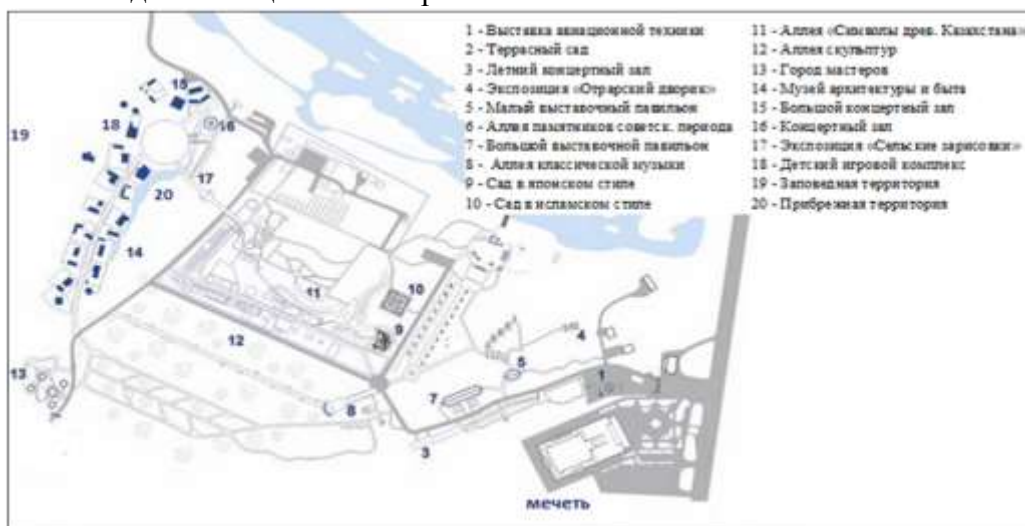 1 - Выставка авиационной техники
2 - Террасный сад
3 - Летний концертный зал
4 - Экспозиция «Отрарский дворик»
5 - Малый выставочный павильон
6 - Аллея памятников советск. периода
7 - Большой выставочной павильон
8 - Аллея классической музыки
9 - Сад в японском стиле
10 - Сад в исламском стиле
11 - Аллея «Символы древ. Казахстана»
12 - Аллея скульптур
13 - Город мастеров
14 - Музей архитектуры и быта
15 - Большой концертный зал
16 - Концертный зал
17 - Экспозиция «Сельские зарисовки»
18 - Детский игровой комплекс
19 - Заповедная территория
20 - Прибрежная территория
15
18
16
19
17
20
14
11
10
9
12
4
5
1
13
7
8
3
мечеть